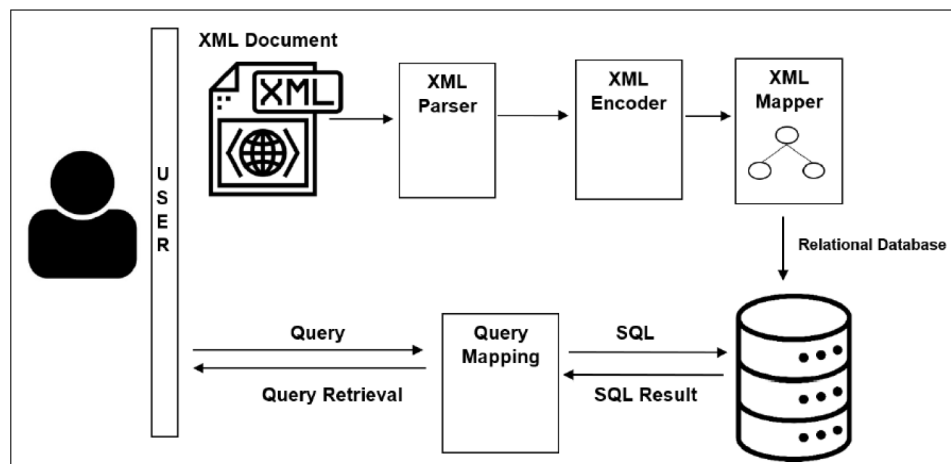 XML Document
XML
USER
XML
Parser
XML
Encoder
XML
Mapper
Relational Database
Query
Query Retrieval
Query
Mapping
SQL
SQL Result